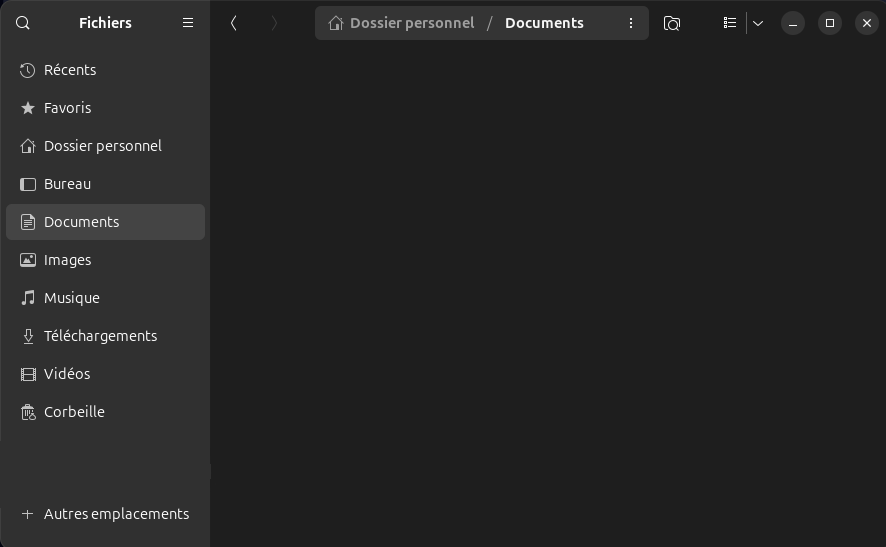 Fichiers
Dossier personnel / Documents
Récents
Favoris
Dossier personnel
Bureau
Documents
Images
Musique
Téléchargements
Vidéos
Corbeille
Autres emplacements